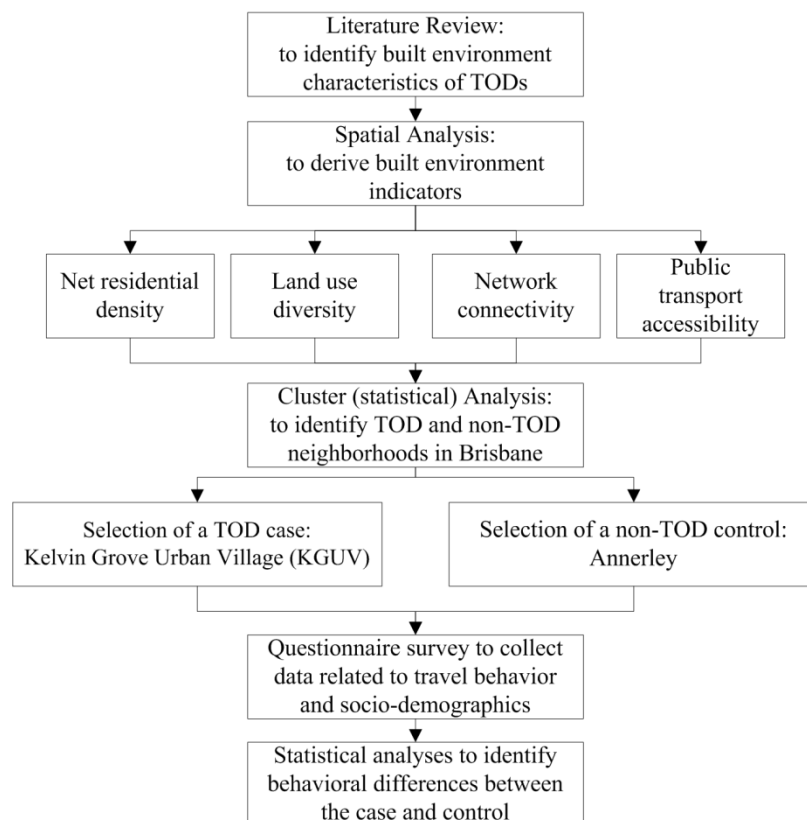 Literature Review:
to identify built environment
characteristics of TODs
Spatial Analysis:
to derive built environment
indicators
Net residential
density
Land use
diversity
Network
connectivity
Public
transport
accessibility
Cluster (statistical) Analysis:
to identify TOD and non-TOD
neighborhoods in Brisbane
Selection of a TOD case:
Kelvin Grove Urban Village (KGUV)
Selection of a non-TOD control:
Annerley
Questionnaire survey to collect
data related to travel behavior
and socio-demographics
Statistical analyses to identify
behavioral differences between
the case and control